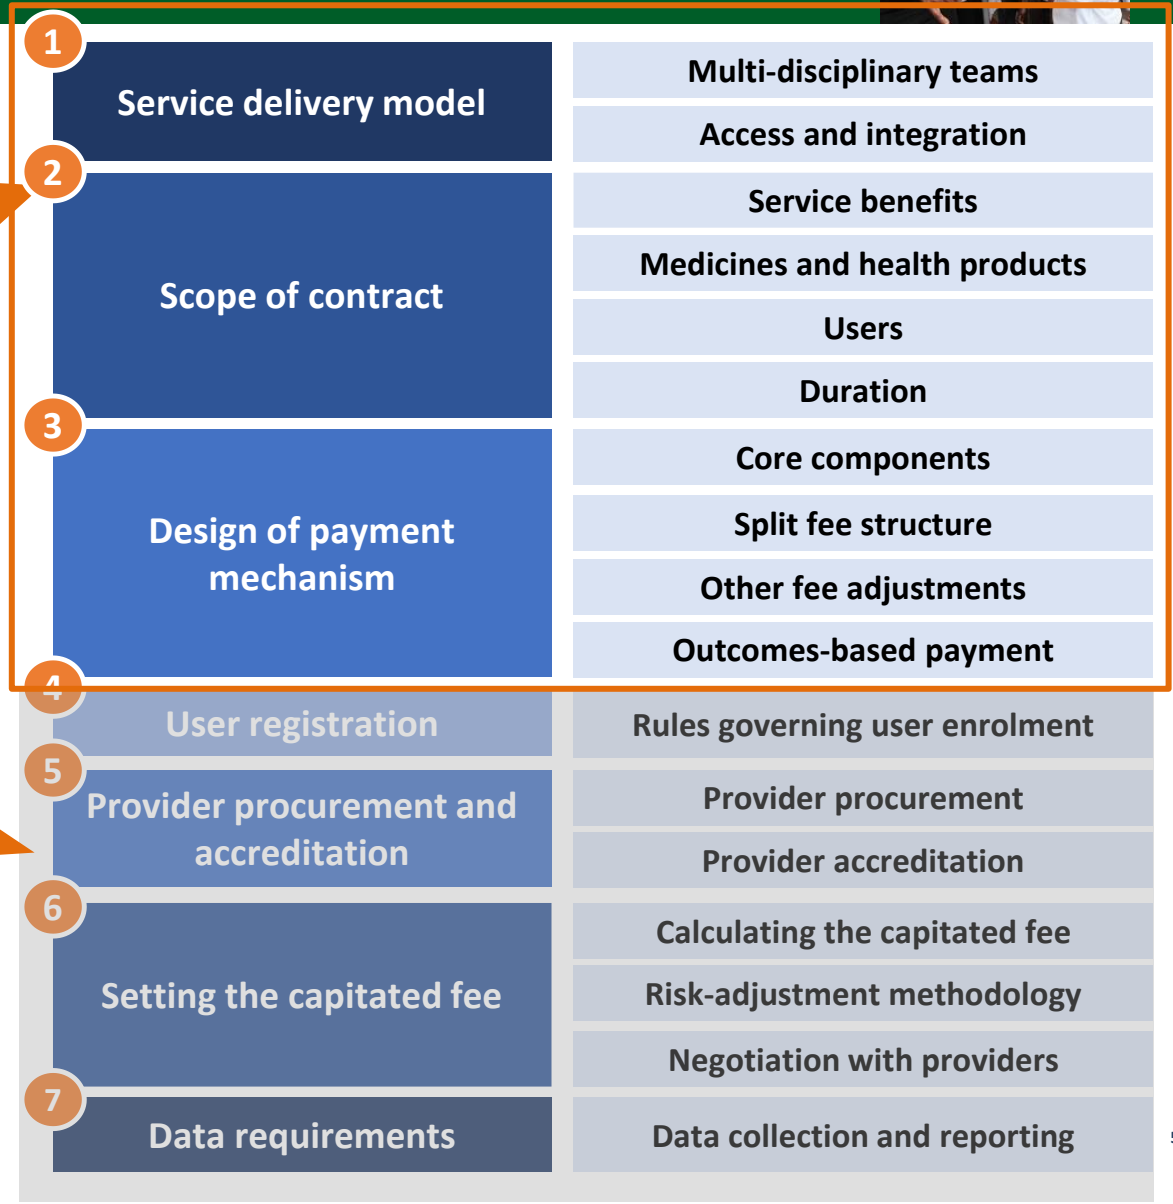 1
Service delivery model
Multi-disciplinary teams
Access and integration
2
Scope of contract
Service benefits
Medicines and health products
Users
Duration
3
Design of payment
mechanism
Core components
Split fee structure
Other fee adjustments
Outcomes-based payment
4
User registration
Rules governing user enrolment
5
Provider procurement and
accreditation
Provider procurement
Provider accreditation
6
Setting the capitated fee
Calculating the capitated fee
Risk-adjustment methodology
Negotiation with providers
7
Data requirements
Data collection and reporting